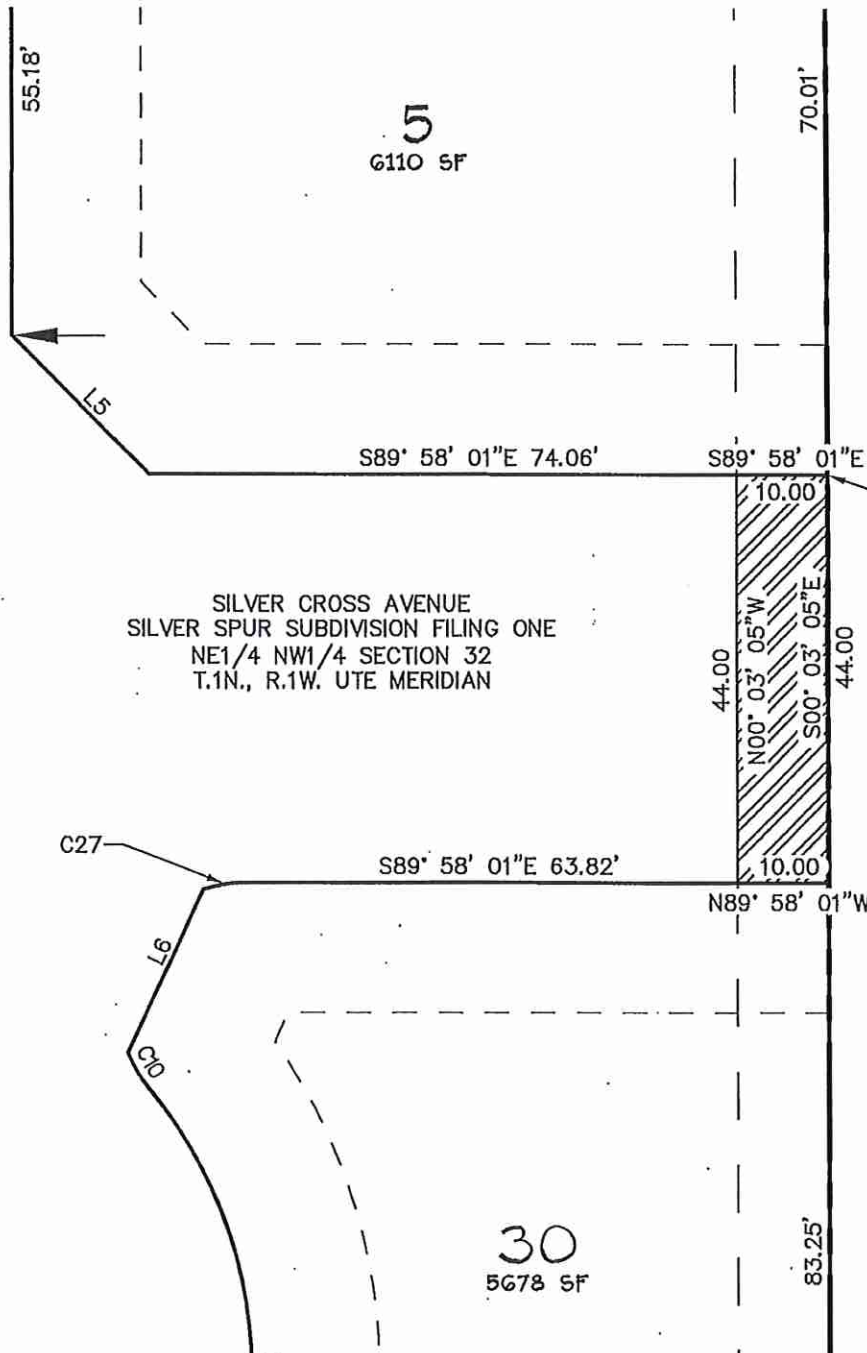 55.18'
70.01'
5
6110 SF
L5
S89° 58' 01"E 74.06'
S89° 58' 01"E
10.00
SILVER CROSS AVENUE
SILVER SPUR SUBDIVISION FILING ONE
NE1/4 NW1/4 SECTION 32
T.1N., R.1W. UTE MERIDIAN
44.00
N00° 03' 05"W
S00° 03' 05"E
44.00
C27
S89° 58' 01"E 63.82'
10.00
N89° 58' 01"W
L6
C10
30
5678 SF
83.25'